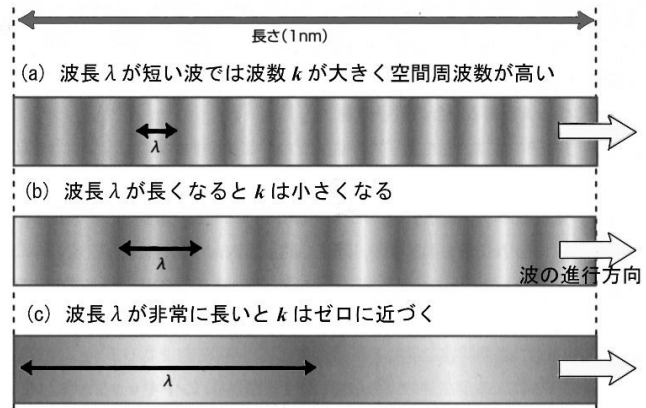 長さ(1nm)
(a) 波長λが短い波では波数kが大きく空間周波数が高い
λ
(b) 波長λが長くなるとkは小さくなる
λ
波の進行方向
(c) 波長λが非常に長いとkはゼロに近づく
λ